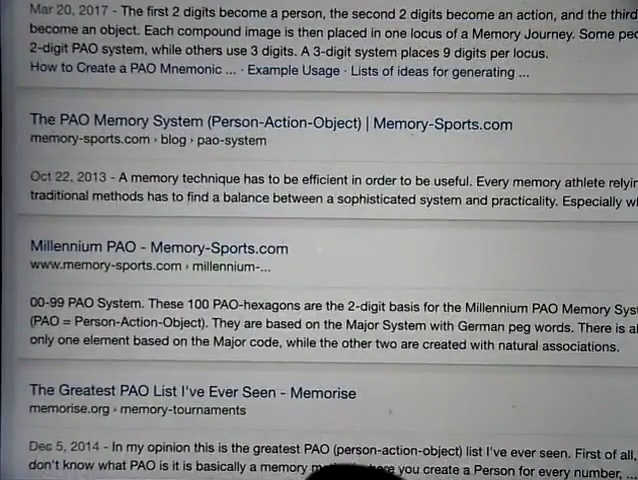 Mar 20, 2017 - The first 2 digits become a person, the second 2 digits become an action, and the third
become an object. Each compound image is then placed in one locus of a Memory Journey. Some
2-digit PAO system, while others use 3 digits. A 3-digit system places 9 digits per locus.
How to Create a PAO Mnemonic ... · Example Usage · Lists of ideas for generating ...
The PAO Memory System (Person-Action-Object) | Memory-Sports.com
memory-sports.com › blog › pao-system
Oct 22, 2013 - A memory technique has to be efficient in order to be useful. Every memory athlete
traditional methods has to find a balance between a sophisticated system and practicality. Especially
Millennium PAO - Memory-Sports.com
www.memory-sports.com › millennium-...
00-99 PAO System. These 100 PAO-hexagons are the 2-digit basis for the Millennium PAO Memory
(PAO = Person-Action-Object). They are based on the Major System with German peg words. There is
only one element based on the Major code, while the other two are created with natural associations.
The Greatest PAO List I've Ever Seen - Memorise
memorise.org › memory-tournaments
Dec 5, 2014 - In my opinion this is the greatest PAO (person-action-object) list I've ever seen. First of all,
don't know what PAO is it is basically a memory you create a Person for every number, ...